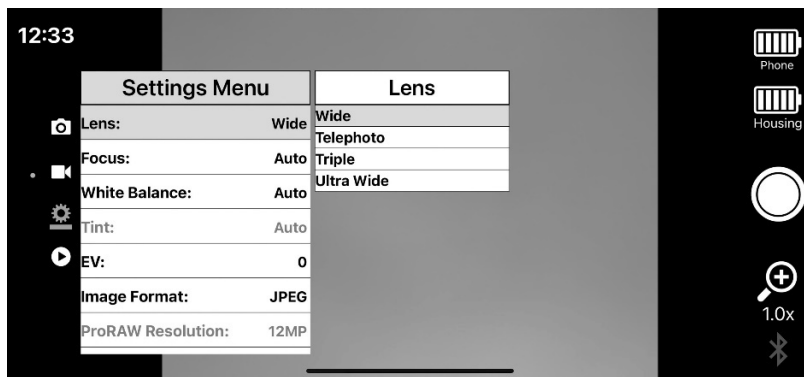 12:33
Settings Menu
Lens: Wide
Focus: Auto
White Balance: Auto
Tint: Auto
EV: 0
Image Format: JPEG
ProRAW Resolution: 12MP
Lens
Wide
Telephoto
Triple
Ultra Wide
Phone
Housing
1.0x